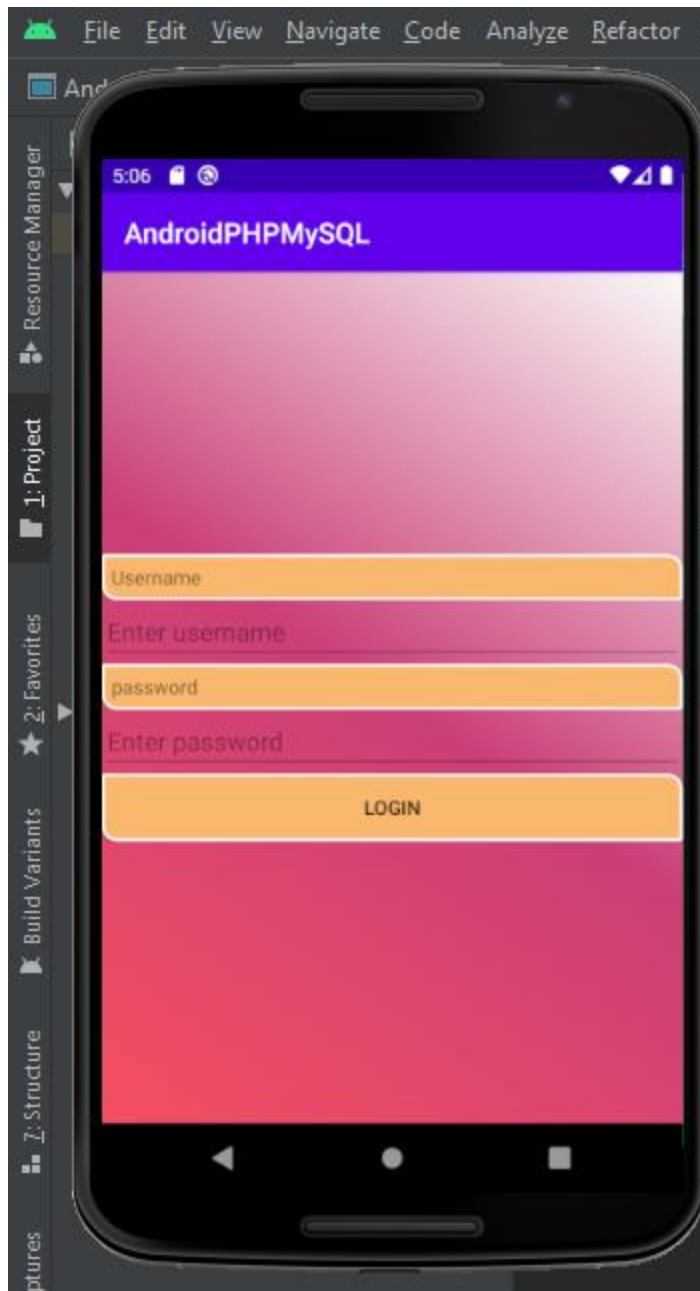 File Edit View Navigate Code Analyze Refactor
Resource Manager
1: Project
2: Favorites
Build Variants
7: Structure
5:06
AndroidPHPMySQL
Username
Enter username
password
Enter password
LOGIN